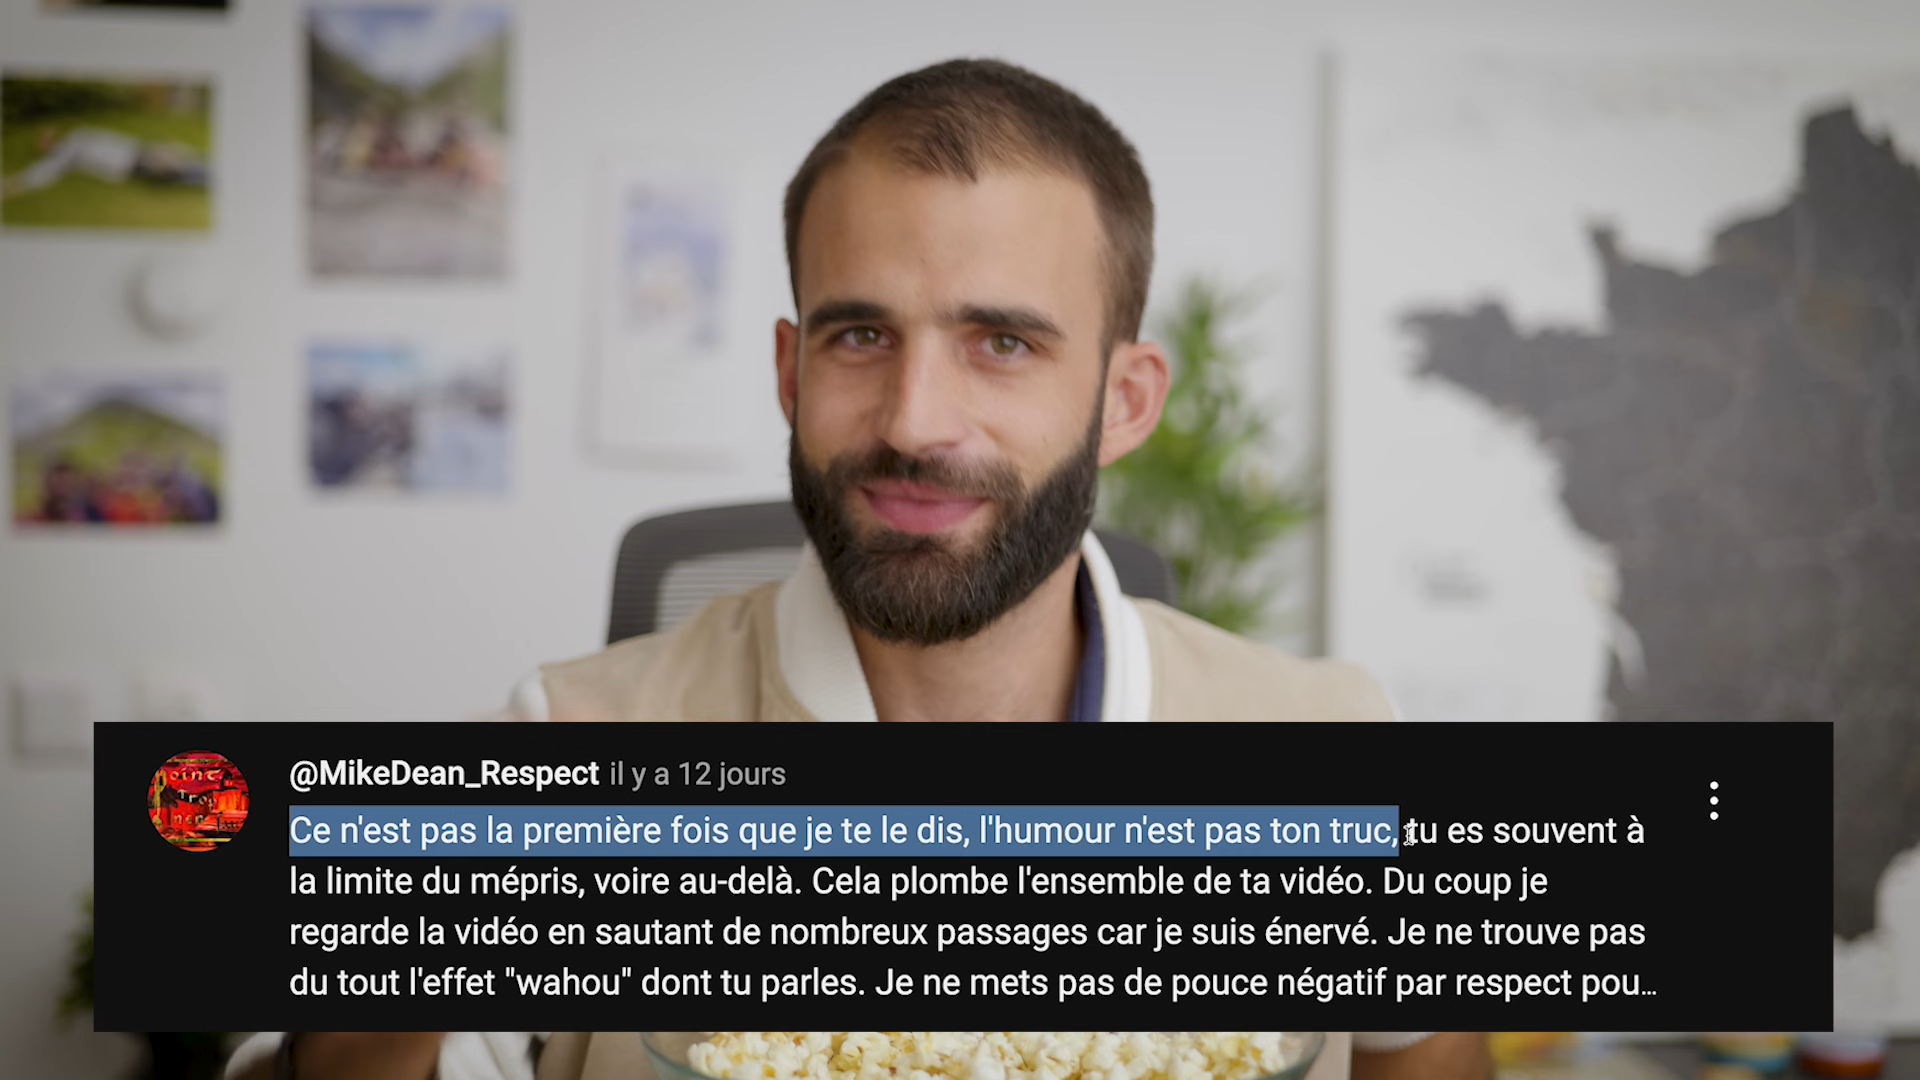 @MikeDean_Respect il y a 12 jours
Ce n'est pas la première fois que je te le dis, l'humour n'est pas ton truc, tu es souvent à
la limite du mépris, voire au-delà. Cela plombe l'ensemble de ta vidéo. Du coup je
regarde la vidéo en sautant de nombreux passages car je suis énervé. Je ne trouve pas
du tout l'effet "wahou" dont tu parles. Je ne mets pas de pouce négatif par respect pou…